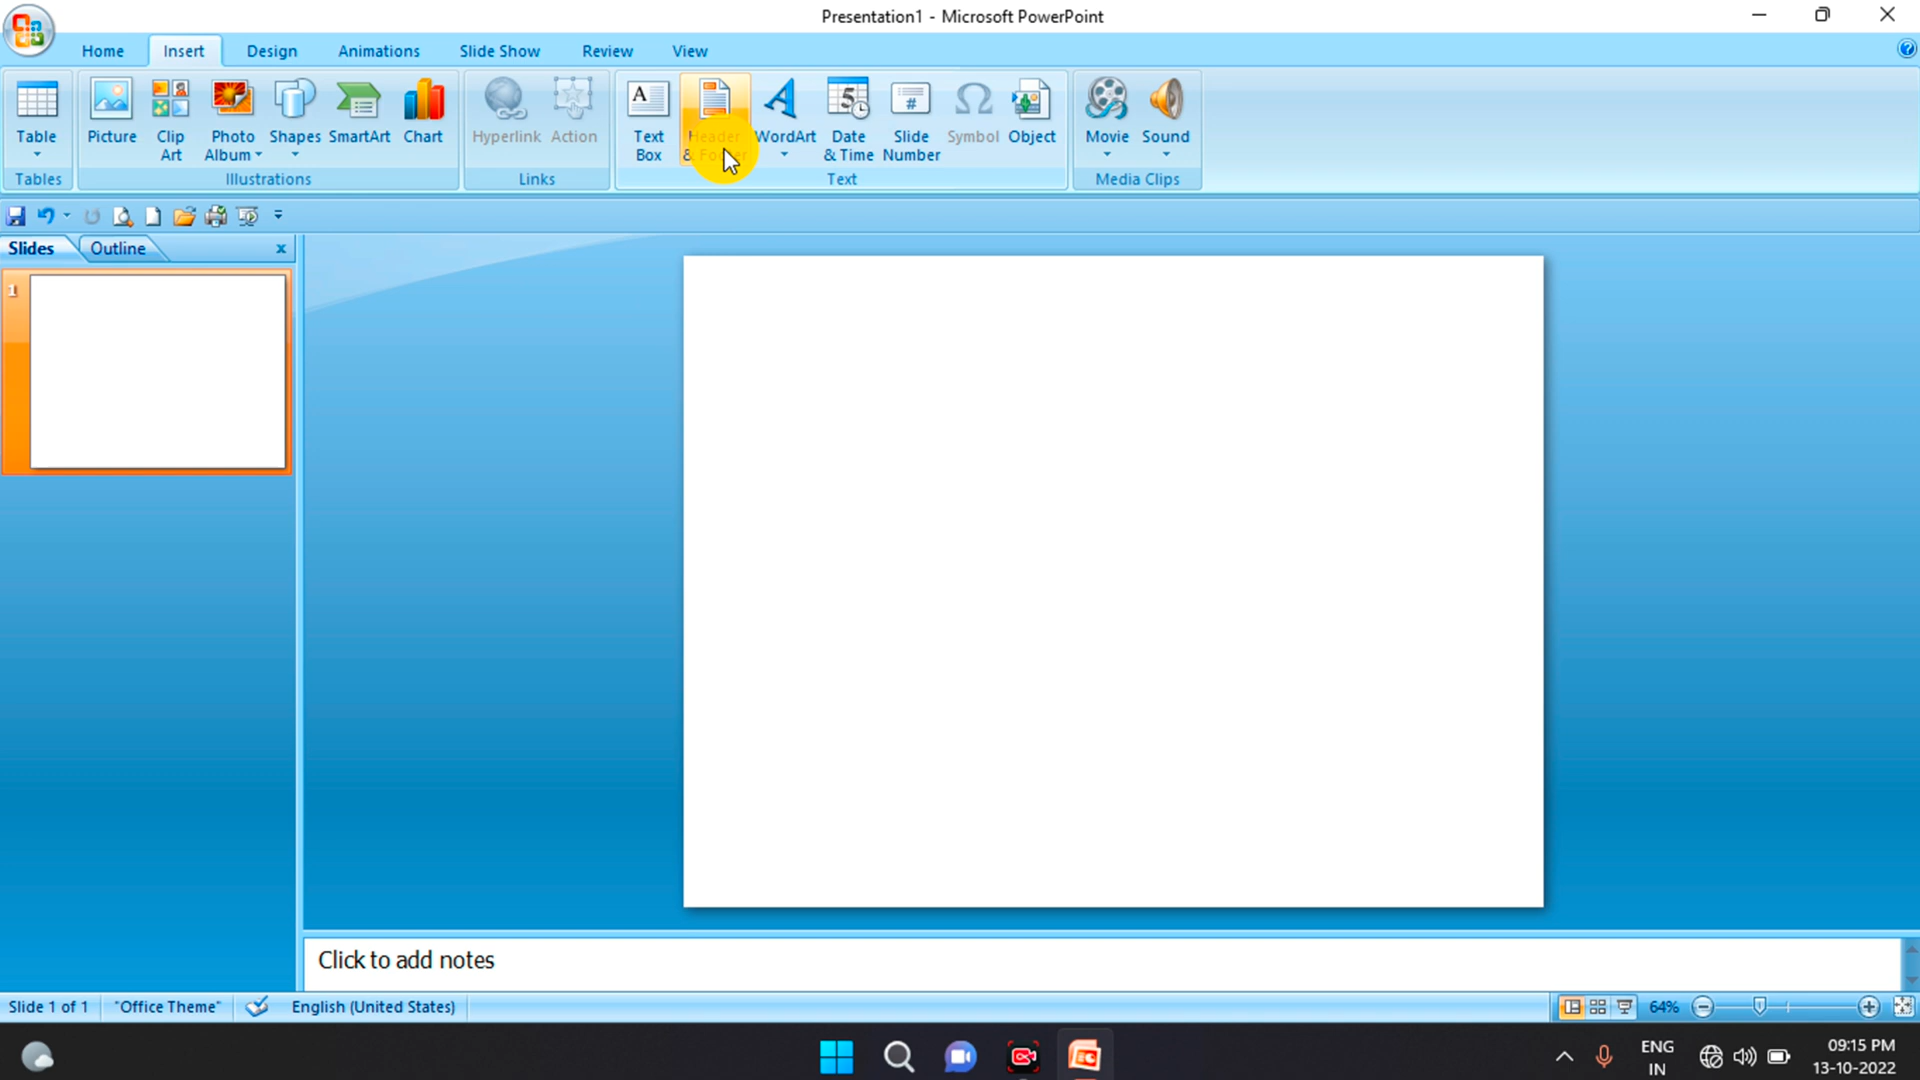 Presentation1 - Microsoft PowerPoint
Home Insert Design Animations Slide Show Review View
Table
Picture
Clip
Art
Photo
Album
Shapes
SmartArt
Chart
Hyperlink
Action
Text
Box
Header
& Footer
WordArt
Date
& Time
Slide
Number
Symbol
Object
Movie
Sound
Tables Illustrations Links Text Media Clips
Slides Outline
1
Click to add notes
Slide 1 of 1 "Office Theme" English (United States) 64%
ENG
IN
09:15 PM
13-10-2022